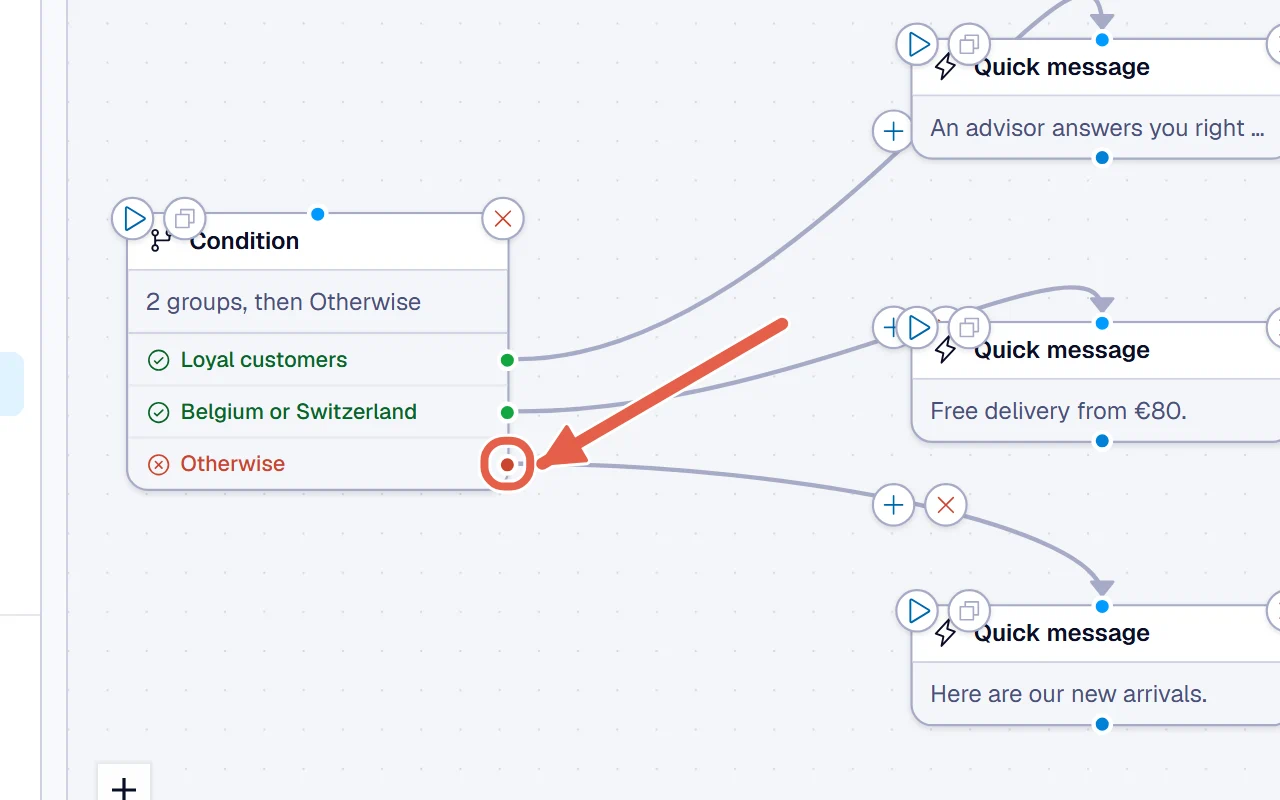 Quick message
An advisor answers you right ...
Condition
2 groups, then Otherwise
Loyal customers
Belgium or Switzerland
Otherwise
Quick message
Free delivery from €80.
Quick message
Here are our new arrivals.